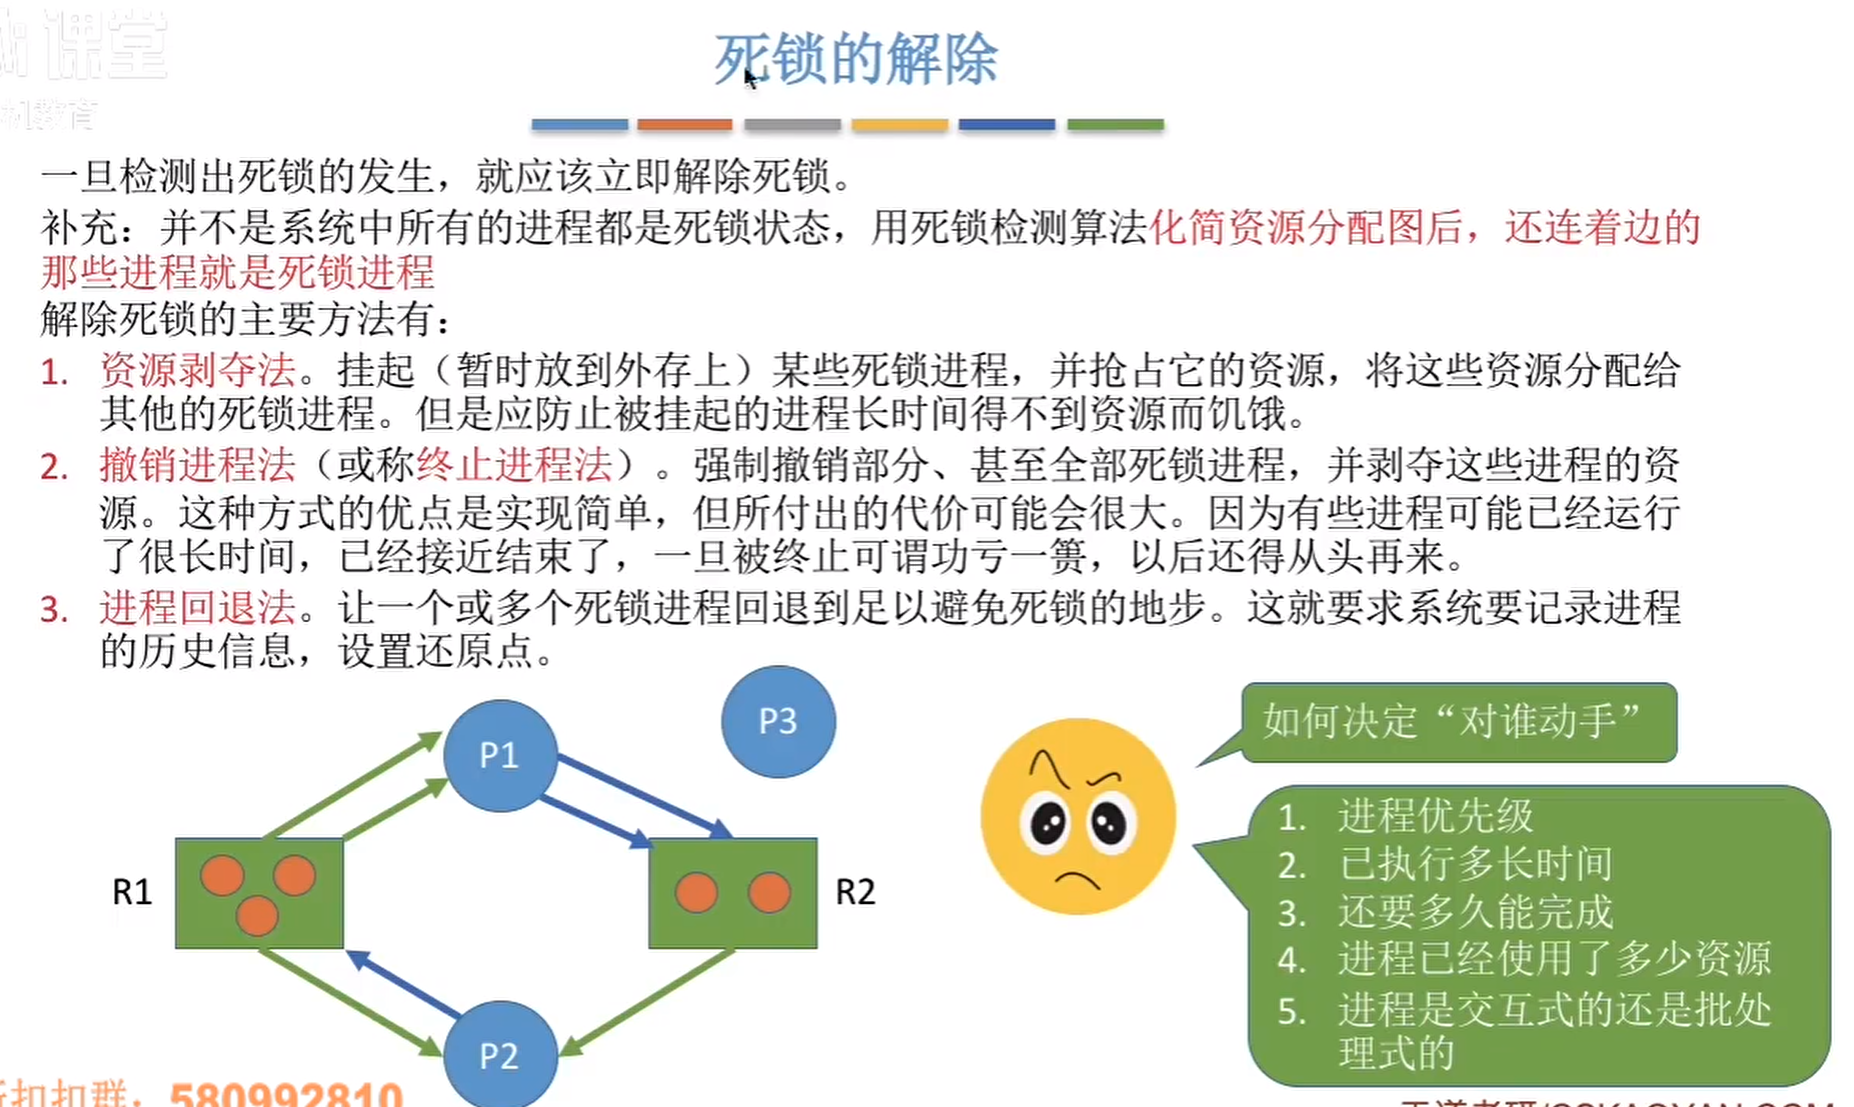 课堂
机教育
死锁的解除
一旦检测出死锁的发生，就应该立即解除死锁。
补充：并不是系统中所有的进程都是死锁状态，用死锁检测算法化简资源分配图后，还连着边的
那些进程就是死锁进程
解除死锁的主要方法有：
1. 资源剥夺法。挂起（暂时放到外存上）某些死锁进程，并抢占它的资源，将这些资源分配给
其他的死锁进程。但是应防止被挂起的进程长时间得不到资源而饥饿。
2. 撤销进程法（或称终止进程法）。强制撤销部分、甚至全部死锁进程，并剥夺这些进程的资
源。这种方式的优点是实现简单，但所付出的代价可能会很大。因为有些进程可能已经运行
了很长时间，已经接近结束了，一旦被终止可谓功亏一篑，以后还得从头再来。
3. 进程回退法。让一个或多个死锁进程回退到足以避免死锁的地步。这就要求系统要记录进程
的历史信息，设置还原点。
P3
P1
R1
R2
P2
如何决定“对谁动手”
1. 进程优先级
2. 已执行多长时间
3. 还要多久能完成
4. 进程已经使用了多少资源
5. 进程是交互式的还是批处
理式的
扣扣群：580992810